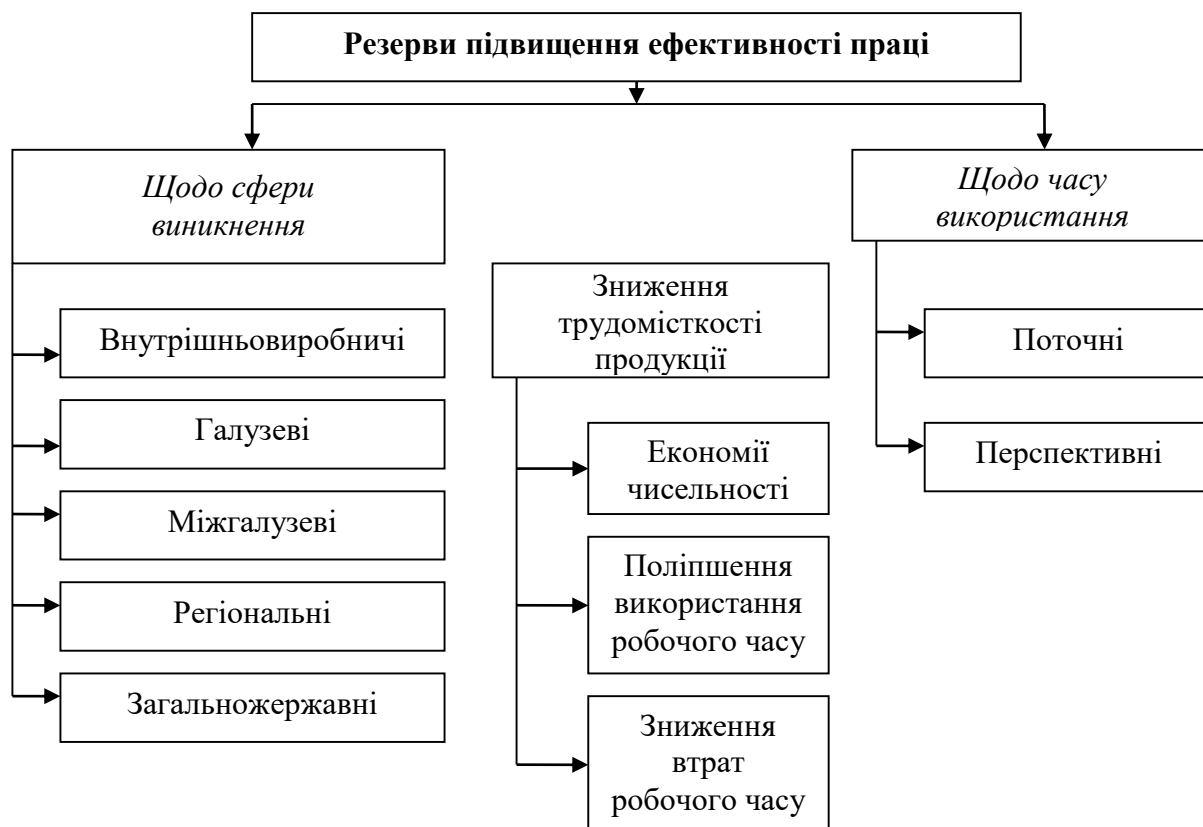 Резерви підвищення ефективності праці
Щодо сфери
виникнення
Щодо часу
використання
Внутрішньовиробничі
Галузеві
Міжгалузеві
Регіональні
Загальножержавні
Зниження
трудомісткості
продукції
Економії
чисельності
Поліпшення
використання
робочого часу
Зниження
втрат
робочого часу
Поточні
Перспективні